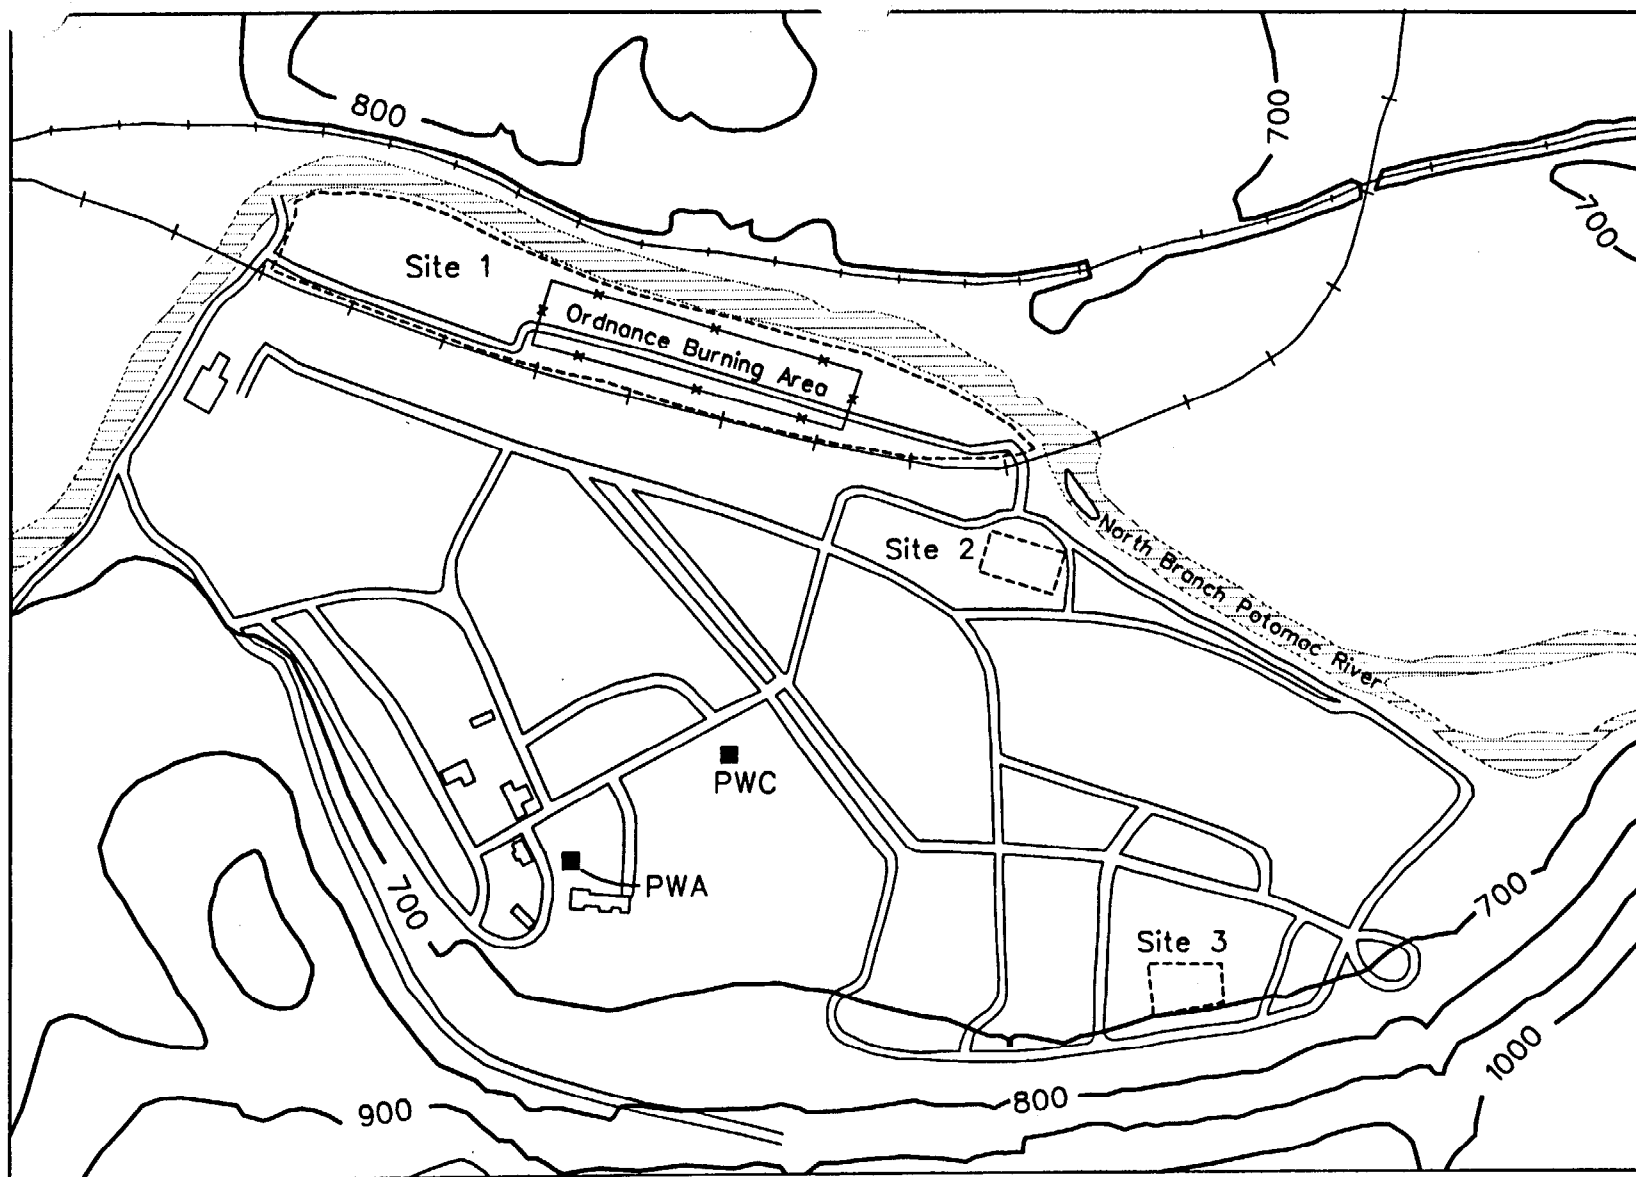 800
700
700
Site 1
Ordnance Burning Area
Site 2
North Branch Potomac River
PWC
PWA
700
700
Site 3
1000
800
900